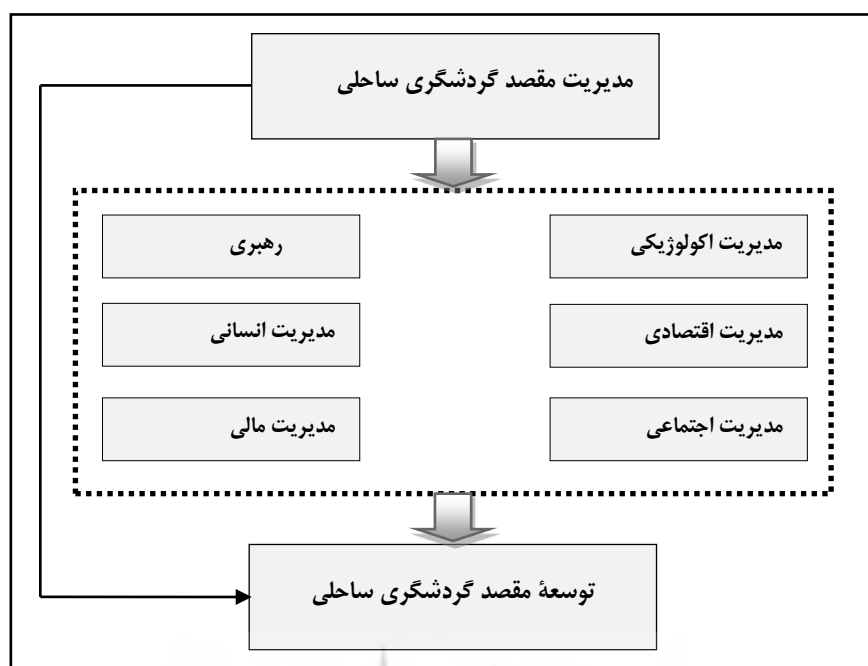 مدیریت مقصد گردشگری ساحلی
مدیریت اکولوژیکی
رهبری
مدیریت اقتصادی
مدیریت انسانی
مدیریت اجتماعی
مدیریت مالی
توسعهٔ مقصد گردشگری ساحلی